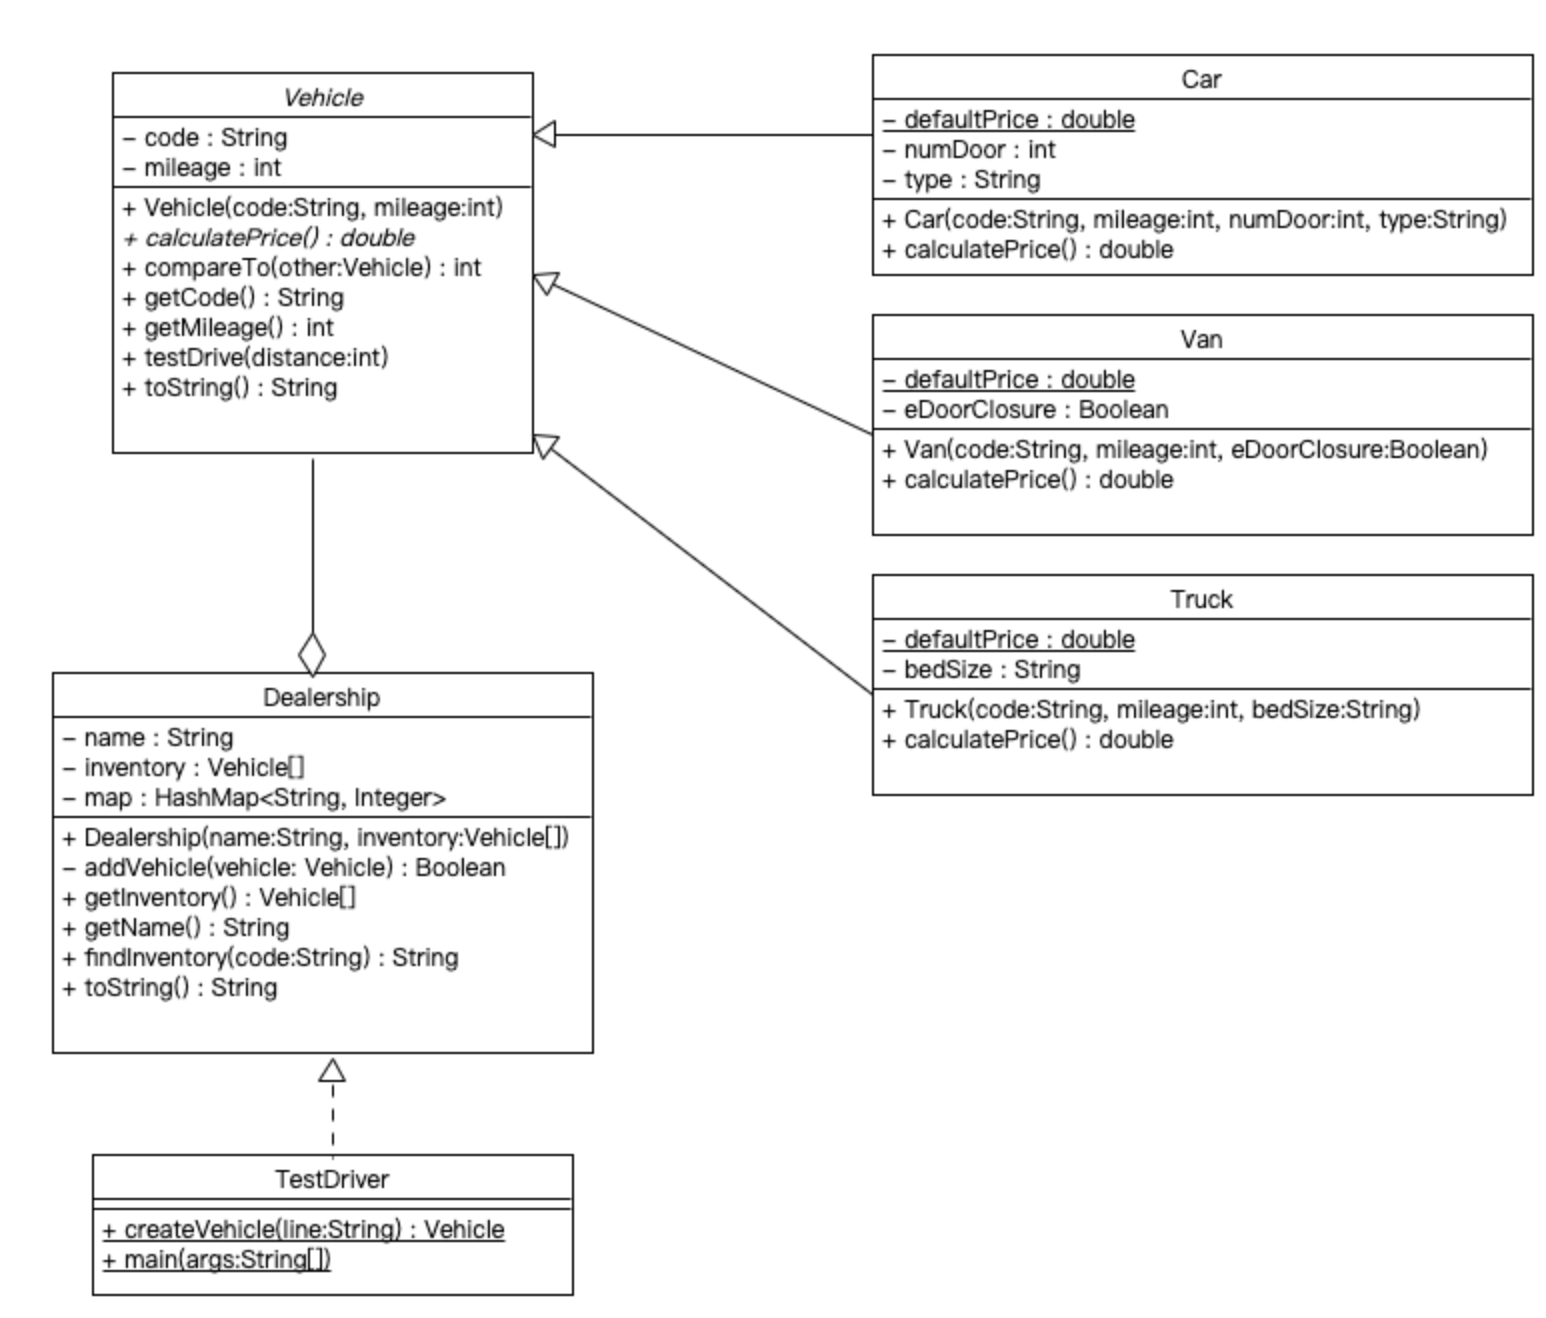 Vehicle
– code : String
– mileage : int
+ Vehicle(code:String, mileage:int)
+ calculatePrice() : double
+ compareTo(other:Vehicle) : int
+ getCode() : String
+ getMileage() : int
+ testDrive(distance:int)
+ toString() : String
Car
– defaultPrice : double
– numDoor : int
– type : String
+ Car(code:String, mileage:int, numDoor:int, type:String)
+ calculatePrice() : double
Van
– defaultPrice : double
– eDoorClosure : Boolean
+ Van(code:String, mileage:int, eDoorClosure:Boolean)
+ calculatePrice() : double
Truck
– defaultPrice : double
– bedSize : String
+ Truck(code:String, mileage:int, bedSize:String)
+ calculatePrice() : double
Dealership
– name : String
– inventory : Vehicle[]
– map : HashMap<String, Integer>
+ Dealership(name:String, inventory:Vehicle[])
– addVehicle(vehicle: Vehicle) : Boolean
+ getInventory() : Vehicle[]
+ getName() : String
+ findInventory(code:String) : String
+ toString() : String
TestDriver
+ createVehicle(line:String) : Vehicle
+ main(args:String[])